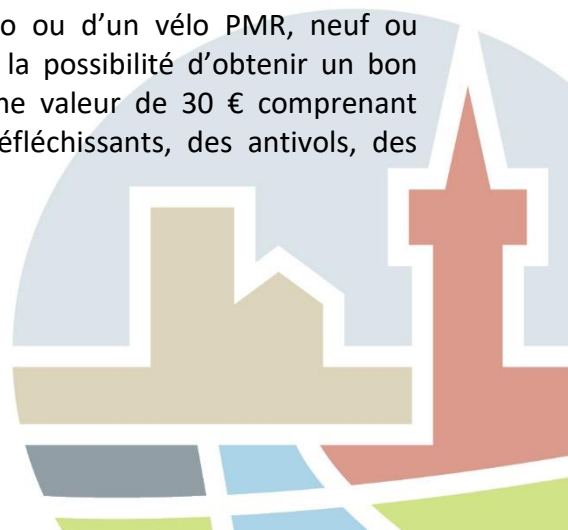 o ou d’un vélo PMR, neuf ou
la possibilité d’obtenir un bon
ne valeur de 30 € comprenant
éfléchissants, des antivols, des